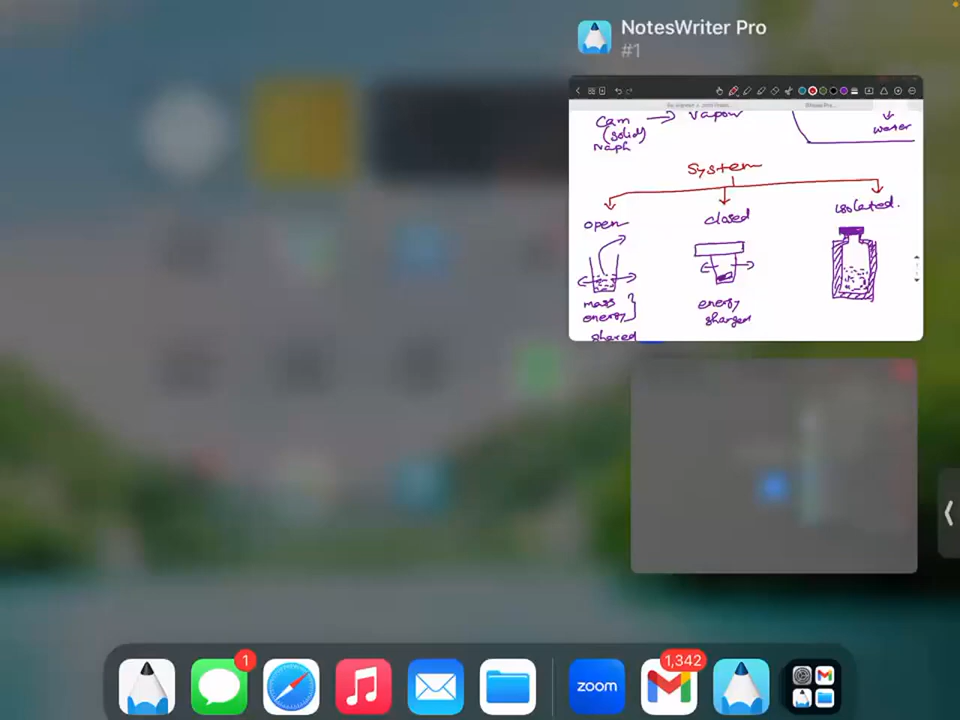 NotesWriter Pro
#1
Cam → vapour
(solid)
Naph
water
System
open closed isolated.
mass
energy
shared
energy
1
1,342
zoom